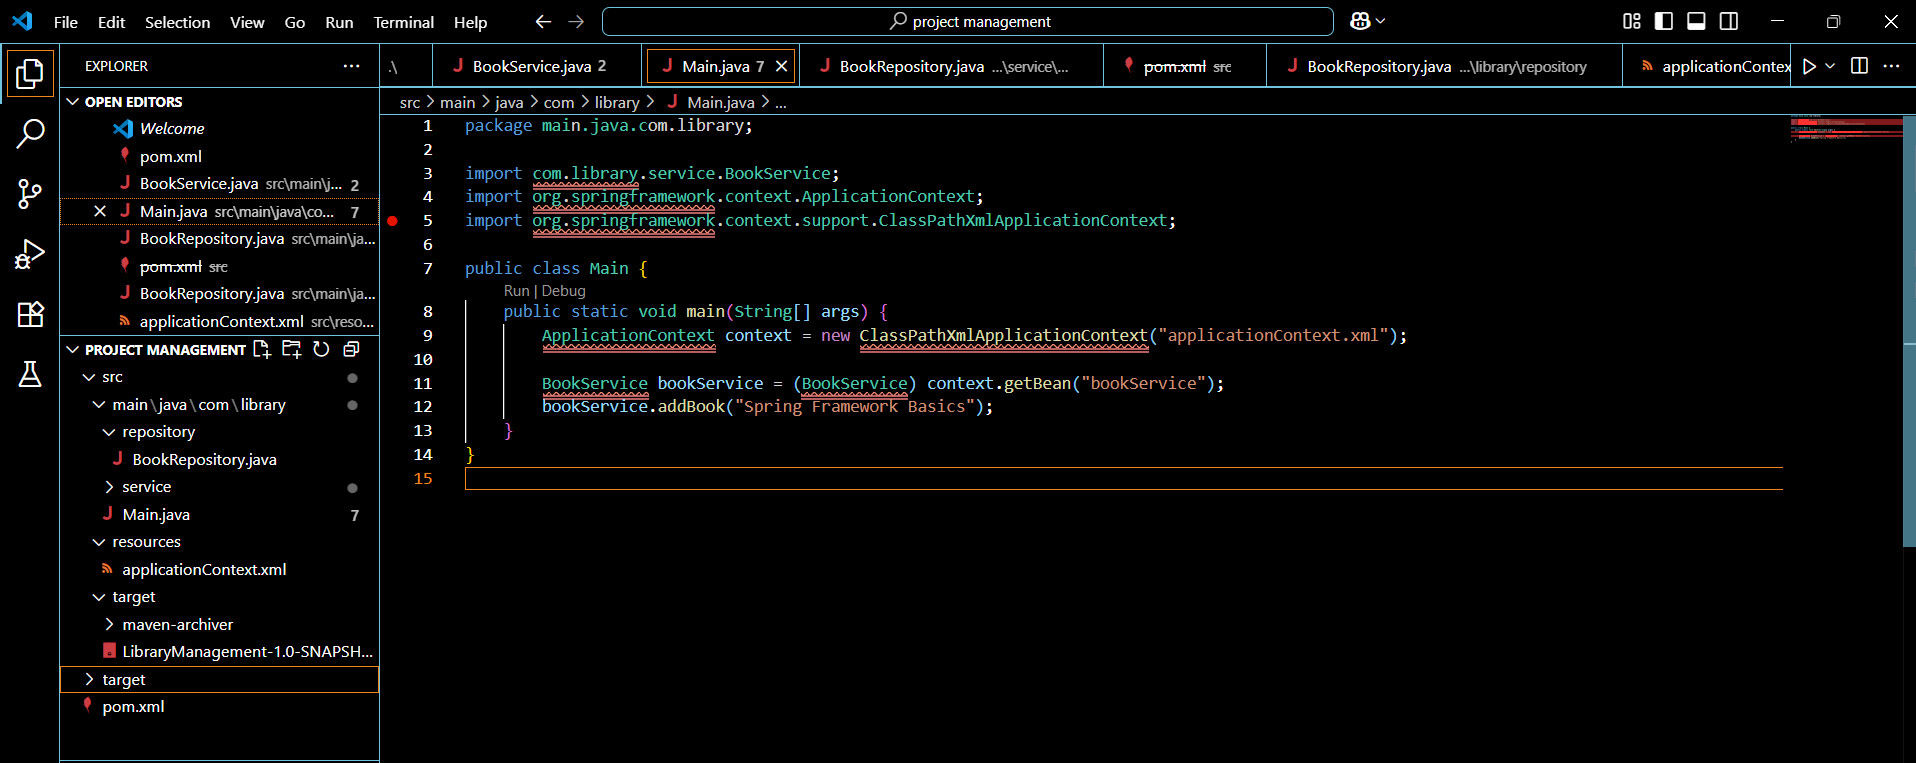 File Edit Selection View Go Run Terminal Help
project management
EXPLORER
OPEN EDITORS
Welcome
pom.xml
BookService.java src\main\j... 2
Main.java src\main\java\co... 7
BookRepository.java src\main\ja...
pom.xml src
BookRepository.java src\main\ja...
applicationContext.xml src\reso...
PROJECT MANAGEMENT
src
main\java\com\library
repository
BookRepository.java
service
Main.java 7
resources
applicationContext.xml
target
maven-archiver
LibraryManagement-1.0-SNAPSH...
target
pom.xml
.\ BookService.java 2 Main.java 7 BookRepository.java ...\service\... pom.xml src BookRepository.java ...\library\repository applicationContex
src > main > java > com > library > Main.java > ...
1 package main.java.com.library;
2
3 import com.library.service.BookService;
4 import org.springframework.context.ApplicationContext;
5 import org.springframework.context.support.ClassPathXmlApplicationContext;
6
7 public class Main {
Run | Debug
8 public static void main(String[] args) {
9 ApplicationContext context = new ClassPathXmlApplicationContext("applicationContext.xml");
10
11 BookService bookService = (BookService) context.getBean("bookService");
12 bookService.addBook("Spring Framework Basics");
13 }
14 }
15